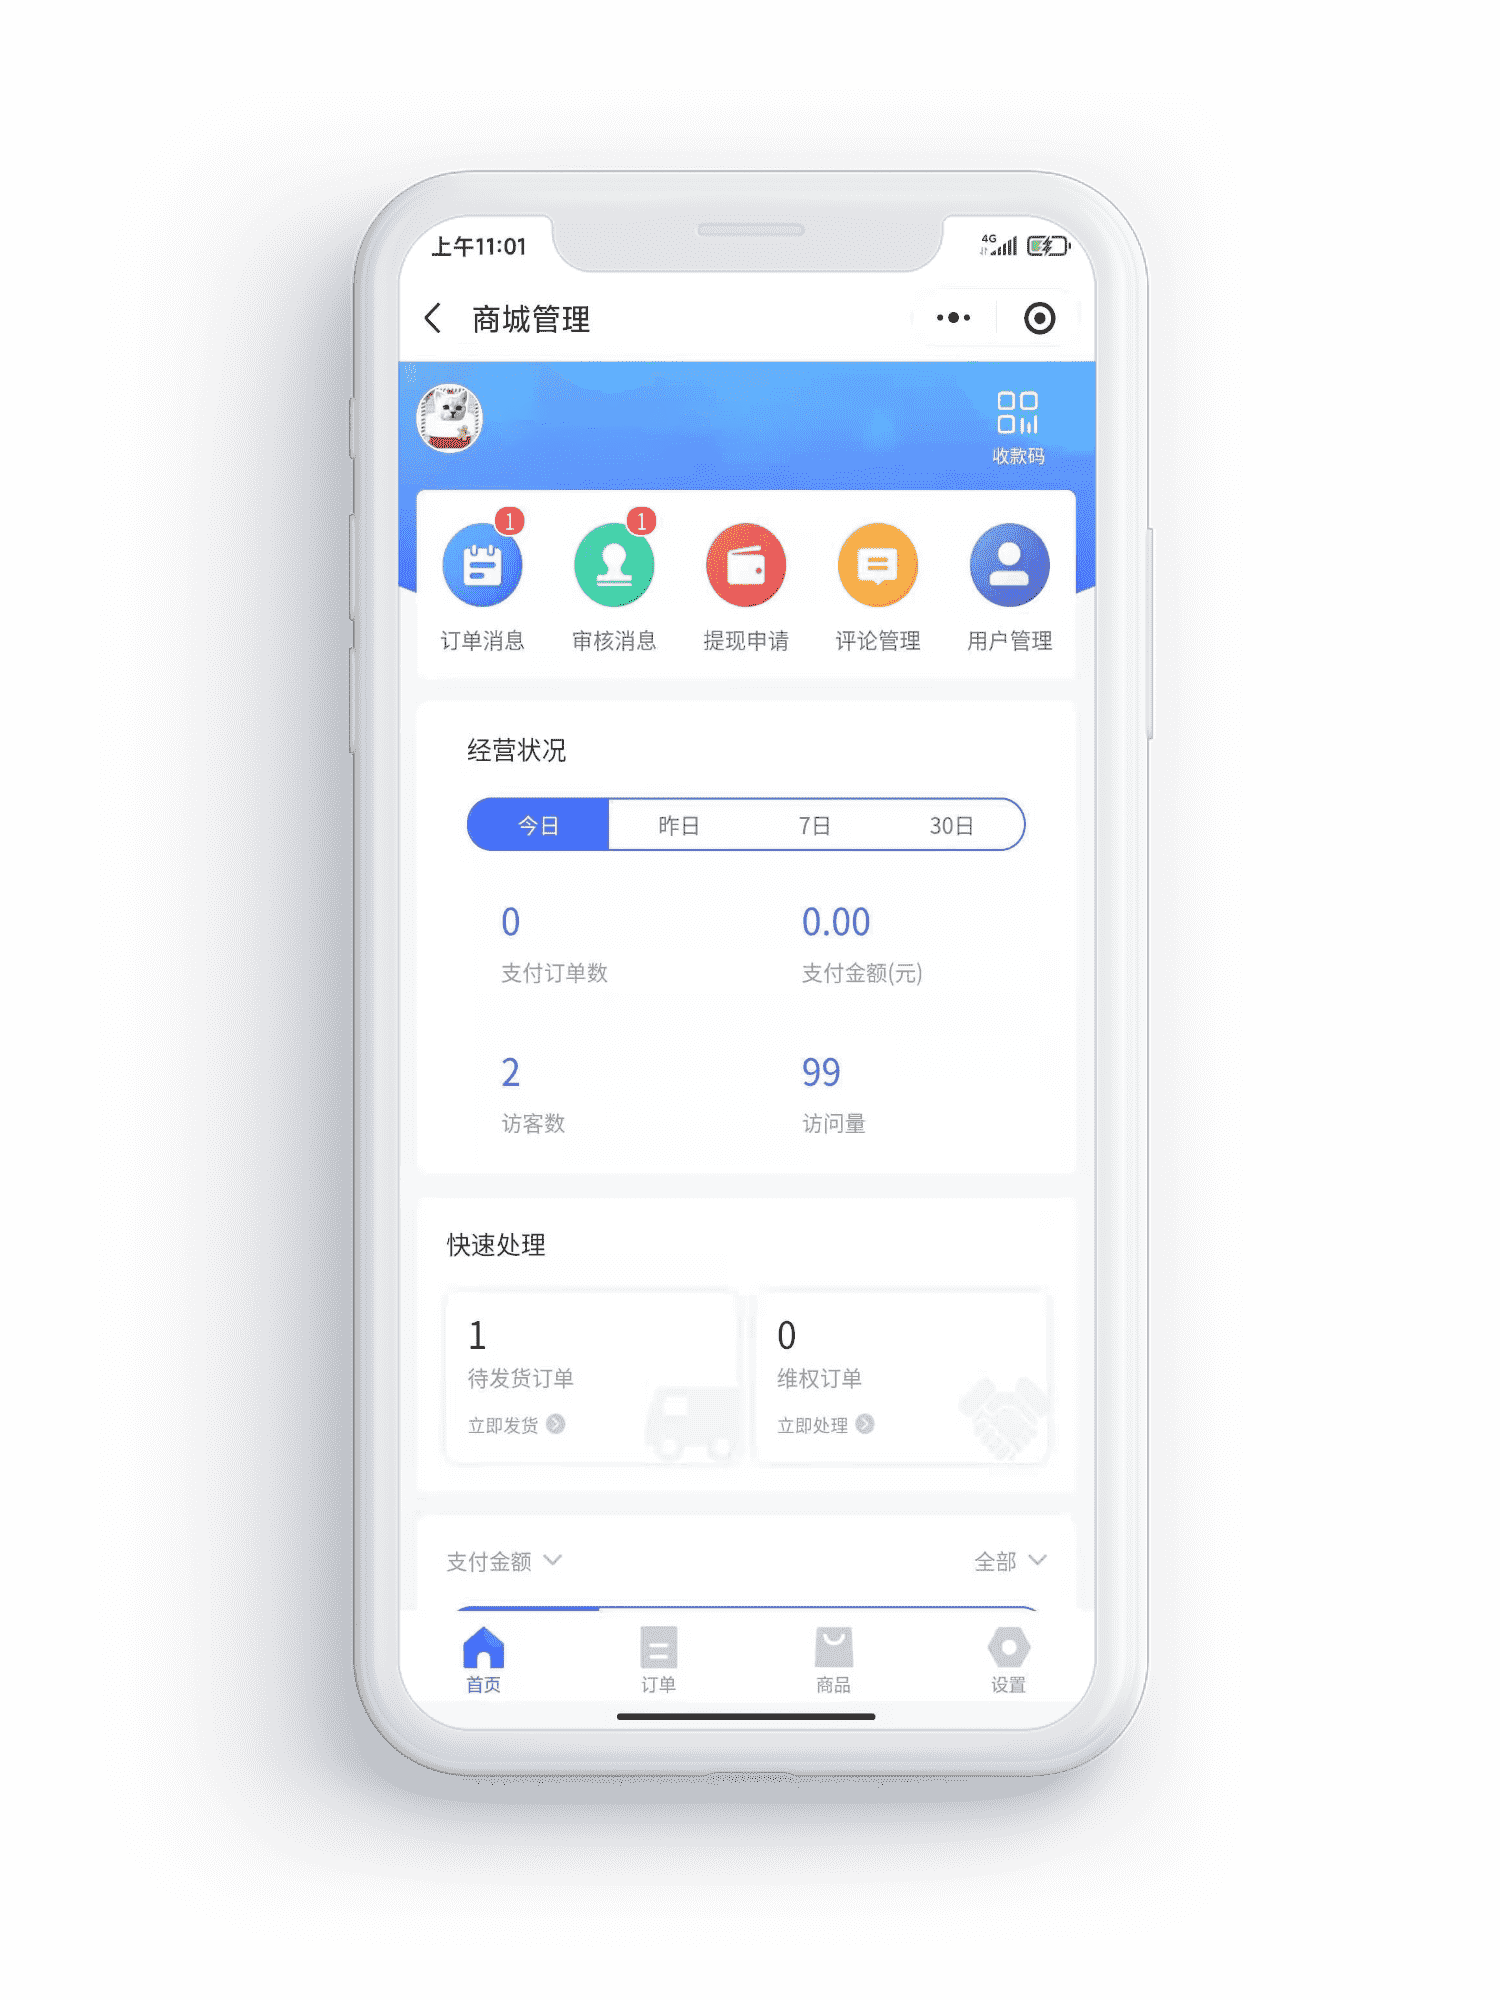 上午11:01
4G
商城管理
收款码
1
1
订单消息
审核消息
提现申请
评论管理
用户管理
经营状况
今日
昨日
7日
30日
0
0.00
支付订单数
支付金额(元)
2
99
访客数
访问量
快速处理
1
0
待发货订单
维权订单
立即发货
立即处理
支付金额
全部
首页
订单
商品
设置